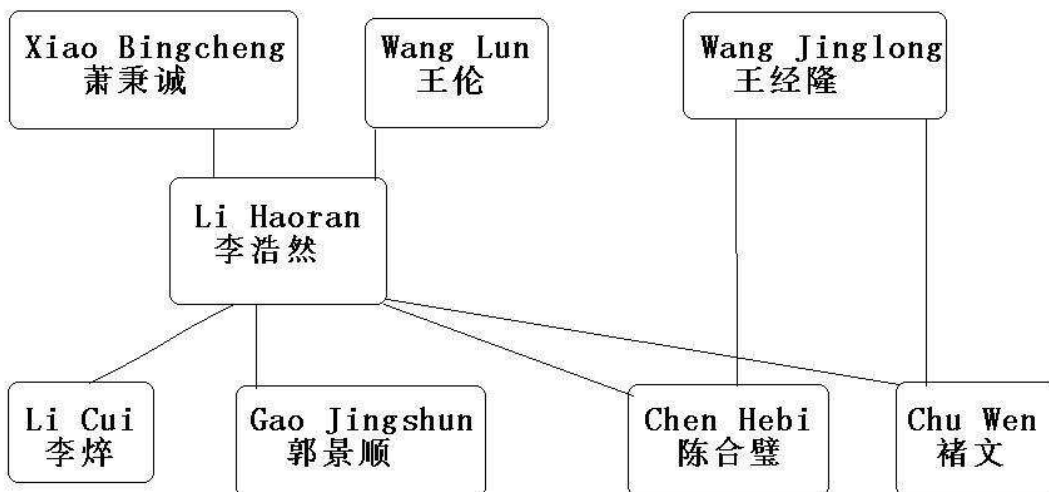 Xiao Bingcheng
萧秉诚
Wang Lun
王伦
Wang Jinglong
王经隆
Li Haoran
李浩然
Li Cui
李焠
Gao Jingshun
郭景顺
Chen Hebi
陈合璧
Chu Wen
褚文